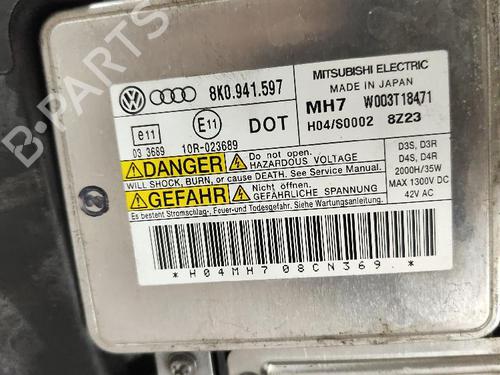 B-PARTS
8K0.941.597
MITSUBISHI ELECTRIC
MADE IN JAPAN
MH7 W003T18471
H04/S0002 8Z23
e11
E11
DOT
03 3689
10R-023689
DANGER
Do not open.
HAZARDOUS VOLTAGE
WILL SHOCK, BURN, or cause DEATH. See Service Manual.
GEFAHR
Nicht öffnen.
GEFÄHRLICHE SPANNUNG
Es besteht Stromschlag-, Feuer-und Todesgefahr. Siehe Wartungsanleitung.
D3S, D3R
D4S, D4R
2000H/35W
MAX 1300V DC
42V AC
*H04MH708CN369.*